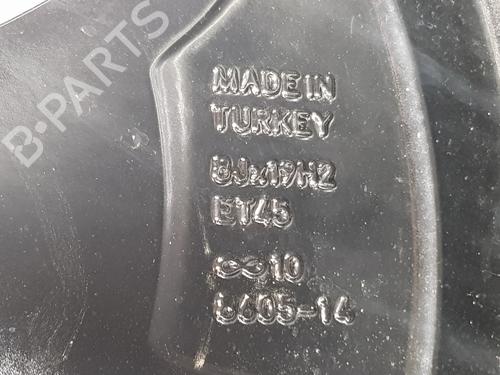 B-PARTS
MADE IN
TURKEY
8Jx19H2
ET45
∞10
6605-14